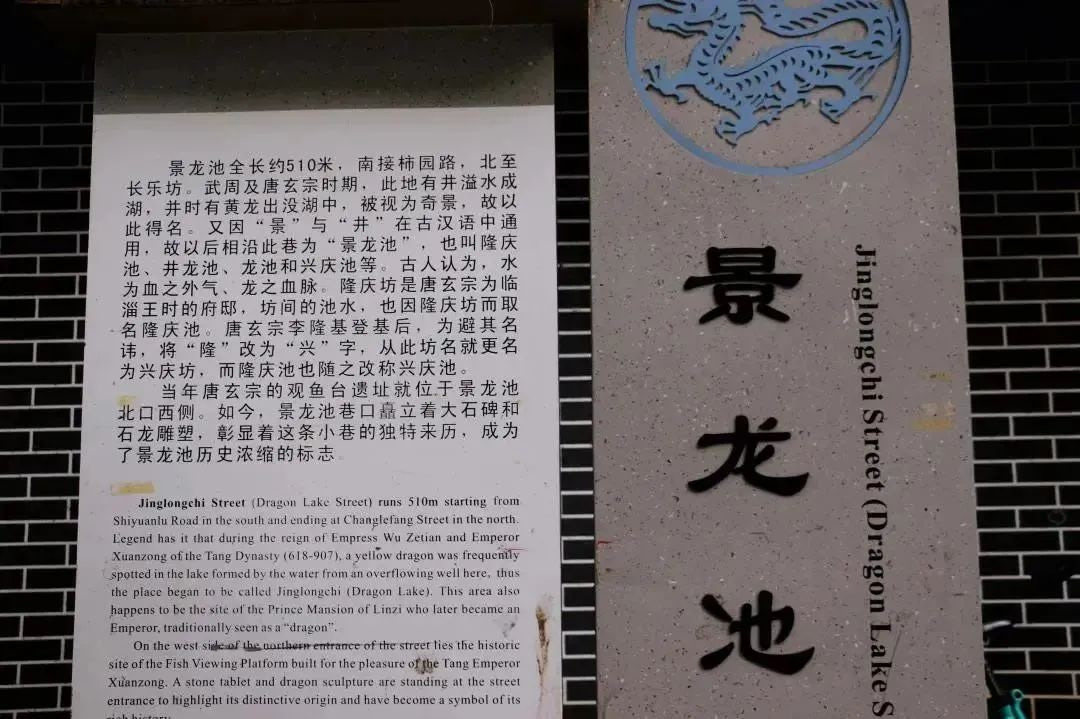 景龙池全长约510米，南接柿园路，北至
长乐坊。武周及唐玄宗时期，此地有井溢水成
湖，并时有黄龙出没湖中，被视为奇景，故以
此得名。又因“景”与“井”在古汉语中通
用，故以后相沿此巷为“景龙池”，也叫隆庆
池、井龙池、龙池和兴庆池等。古人认为，水
为血之外气、龙之血脉。隆庆坊是唐玄宗为临
淄王时的府邸，坊间的池水，也因隆庆坊而取
名隆庆池。唐玄宗李隆基登基后，为避其名
讳，将“隆”改为“兴”字，从此坊名就更名
为兴庆坊，而隆庆池也随之改称兴庆池。
当年唐玄宗的观鱼台遗址就位于景龙池
北口西侧。如今，景龙池巷口矗立着大石碑和
石龙雕塑，彰显着这条小巷的独特来历，成为
了景龙池历史浓缩的标志。
Jinglongchi Street (Dragon Lake Street) runs 510m starting from
Shiyuanlu Road in the south and ending at Changlefang Street in the north.
Legend has it that during the reign of Empress Wu Zetian and Emperor
Xuanzong of the Tang Dynasty (618-907), a yellow dragon was frequently
spotted in the lake formed by the water from an overflowing well here, thus
the place began to be called Jinglongchi (Dragon Lake). This area also
happens to be the site of the Prince Mansion of Linzi who later became an
Emperor, traditionally seen as a “dragon”.
On the west side of the northern entrance of the street lies the historic
site of the Fish Viewing Platform built for the pleasure of the Tang Emperor
Xuanzong. A stone tablet and dragon sculpture are standing at the street
entrance to highlight its distinctive origin and have become a symbol of its
rich history.
景龙池
Jinglongchi Street (Dragon Lake S